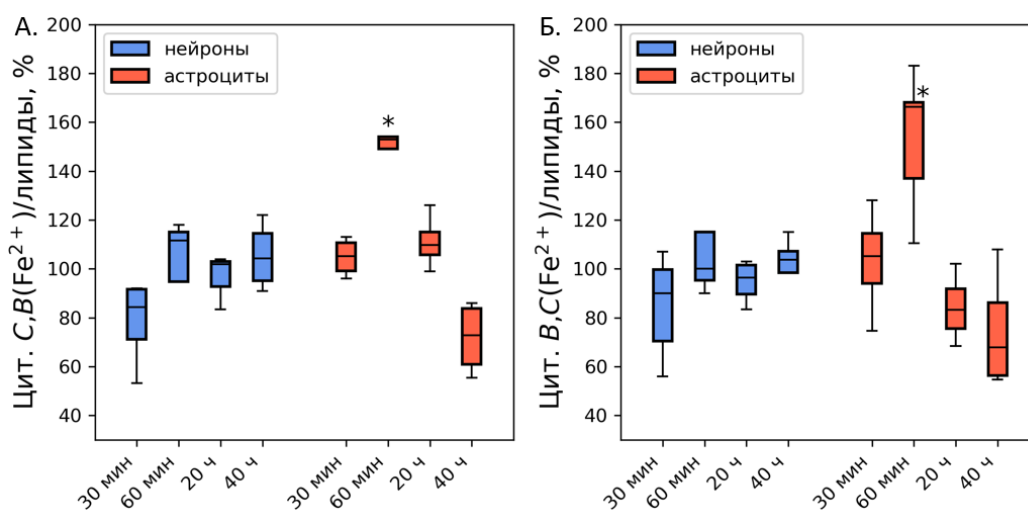 А.
Цит. C,B(Fe²⁺)/липиды, %
200
180
160
140
120
100
80
60
40
нейроны
астроциты
*
30 мин
60 мин
20 ч
40 ч
30 мин
60 мин
20 ч
40 ч
Б.
Цит. B,C(Fe²⁺)/липиды, %
200
180
160
140
120
100
80
60
40
нейроны
астроциты
*
30 мин
60 мин
20 ч
40 ч
30 мин
60 мин
20 ч
40 ч